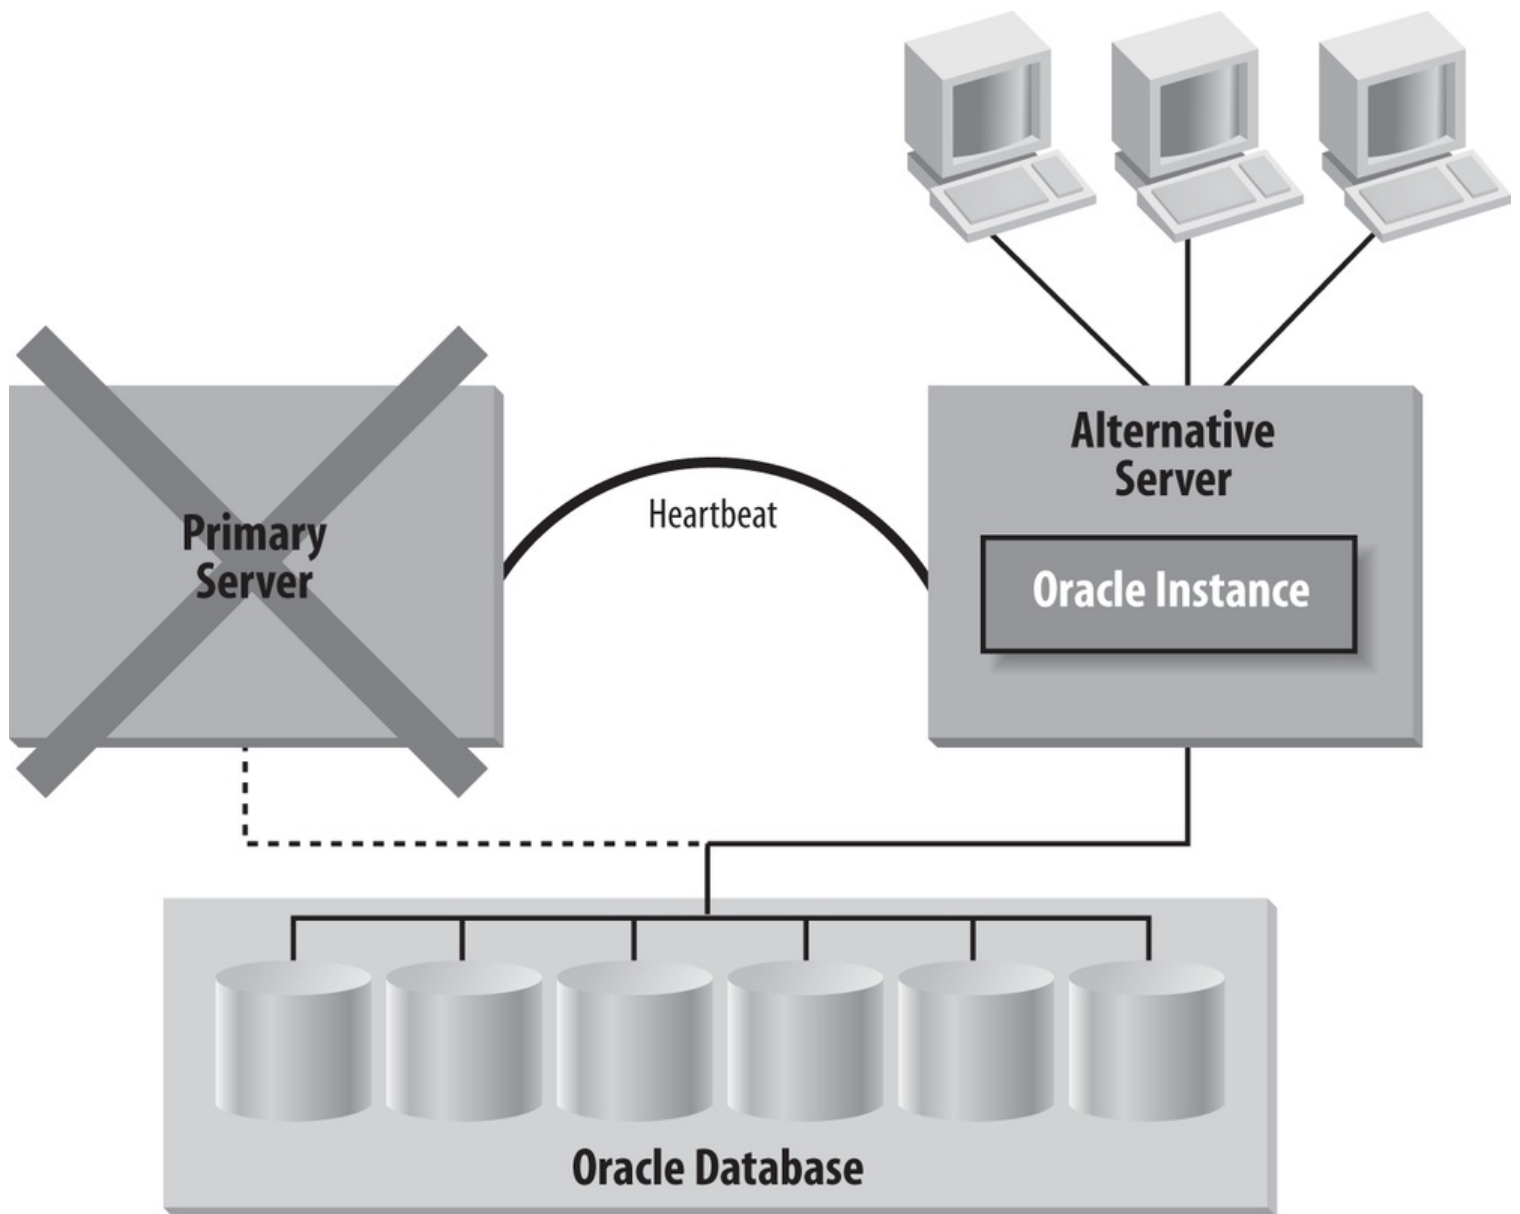 Alternative
Server
Primary
Server
Heartbeat
Oracle Instance
Oracle Database